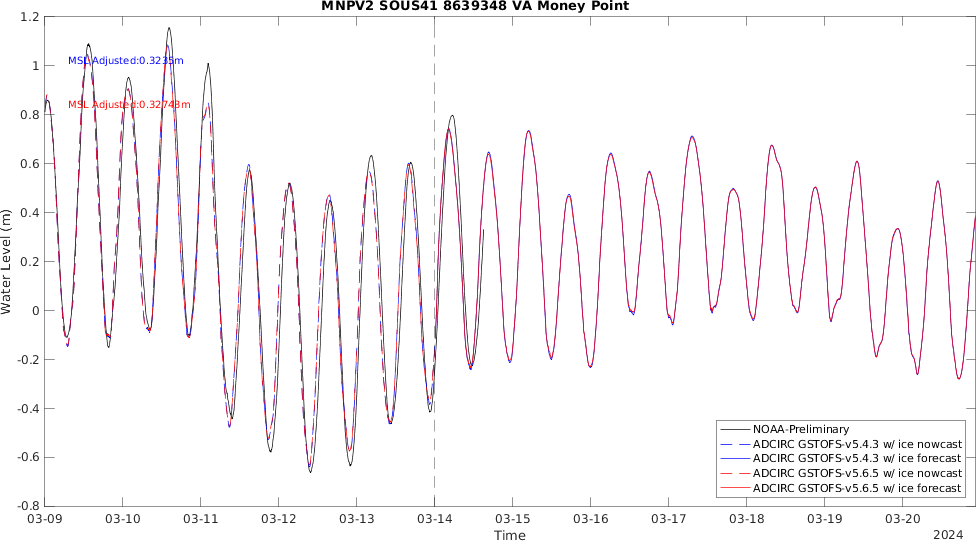 MNPV2 SOUS41 8639348 VA Money Point
Water Level (m)
1.2
1
0.8
0.6
0.4
0.2
0
-0.2
-0.4
-0.6
-0.8
MSL Adjusted:0.3235m
MSL Adjusted:0.32743m
NOAA-Preliminary
ADCIRC GSTOFS-v5.4.3 w/ ice nowcast
ADCIRC GSTOFS-v5.4.3 w/ ice forecast
ADCIRC GSTOFS-v5.6.5 w/ ice nowcast
ADCIRC GSTOFS-v5.6.5 w/ ice forecast
03-09 03-10 03-11 03-12 03-13 03-14 03-15 03-16 03-17 03-18 03-19 03-20
Time
2024